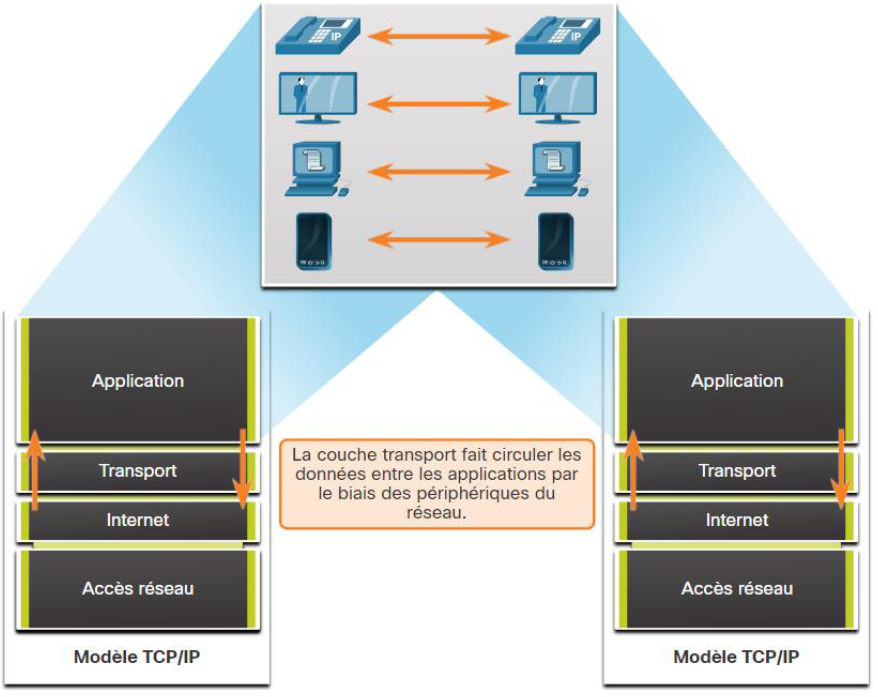 IP
IP
Application
Transport
Internet
Accès réseau
Modèle TCP/IP
La couche transport fait circuler les
données entre les applications par
le biais des périphériques du
réseau.
Application
Transport
Internet
Accès réseau
Modèle TCP/IP